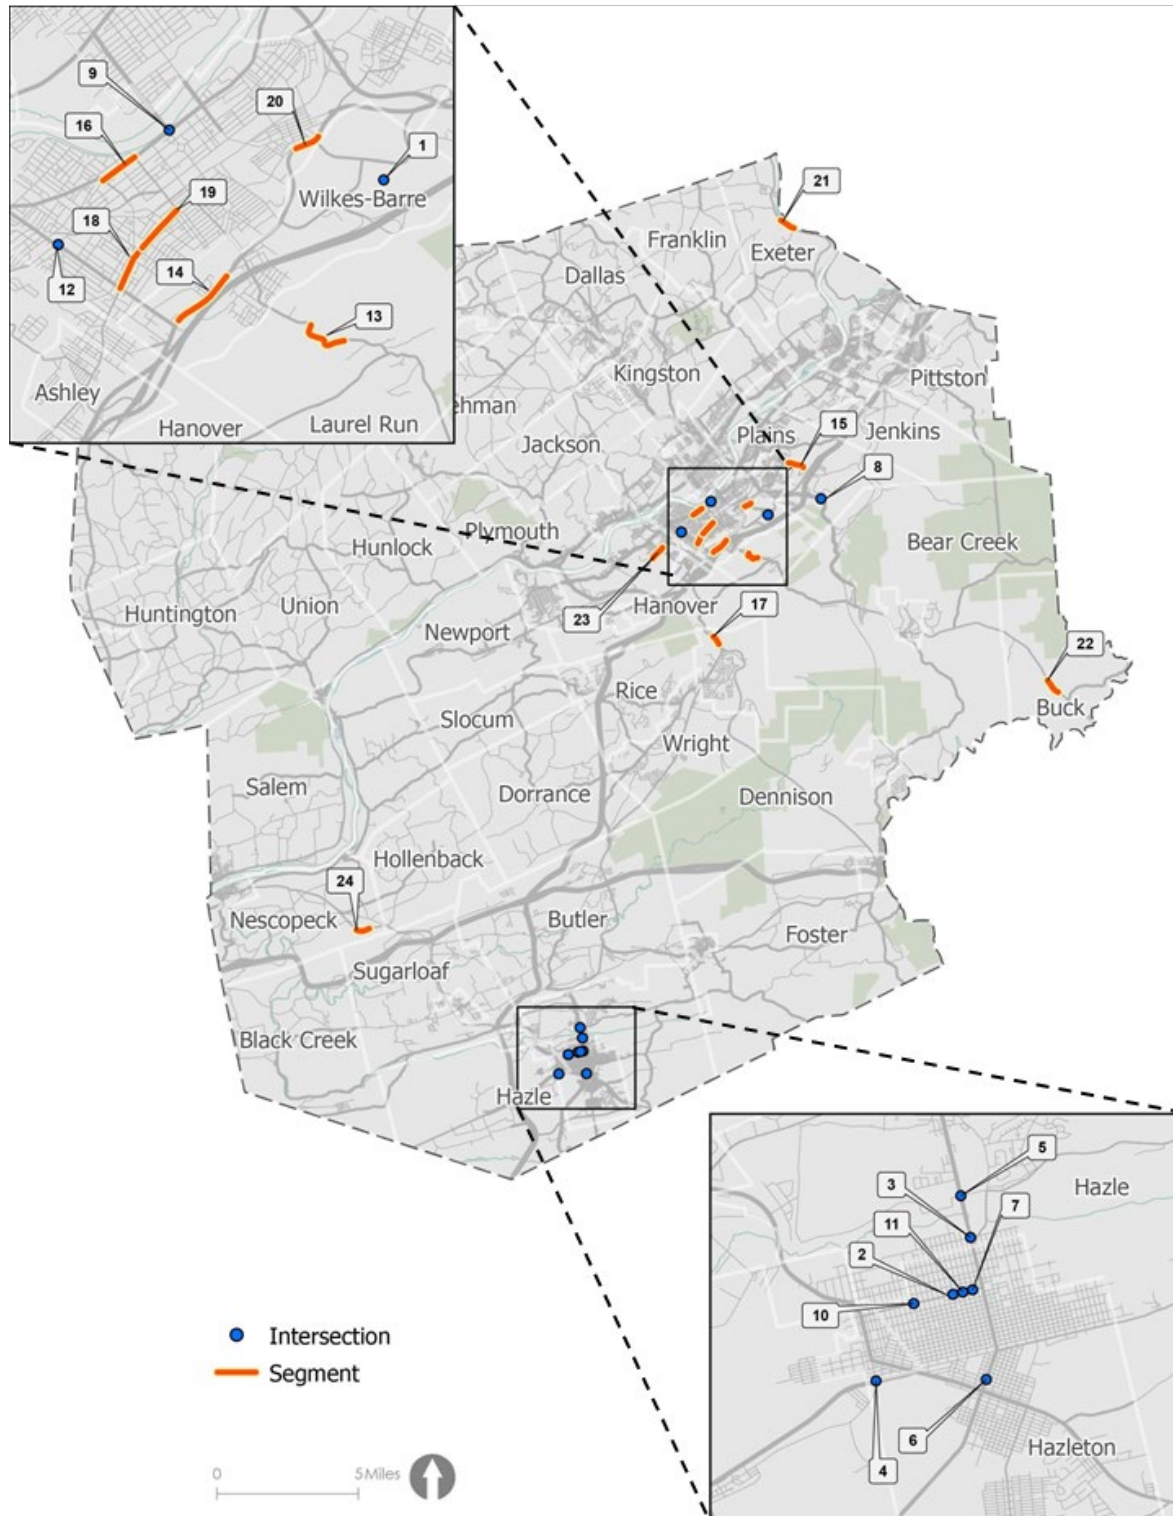 9
20
16
1
Wilkes-Barre
19
18
14
12
13
Ashley
Hanover
Laurel Run
21
Franklin
Exeter
Dallas
Kingston
Pittston
ehman
Jackson
Plains
15
Jenkins
8
Plymouth
Hunlock
Bear Creek
Huntington
Union
23
Hanover
17
Newport
22
Rice
Buck
Slocum
Wright
Salem
Dorrance
Dennison
Hollenback
24
Nescopeck
Butler
Foster
Sugarloaf
Black Creek
Hazle
5
3
Hazle
11
7
2
10
6
Hazleton
4
Intersection
Segment
0
5 Miles